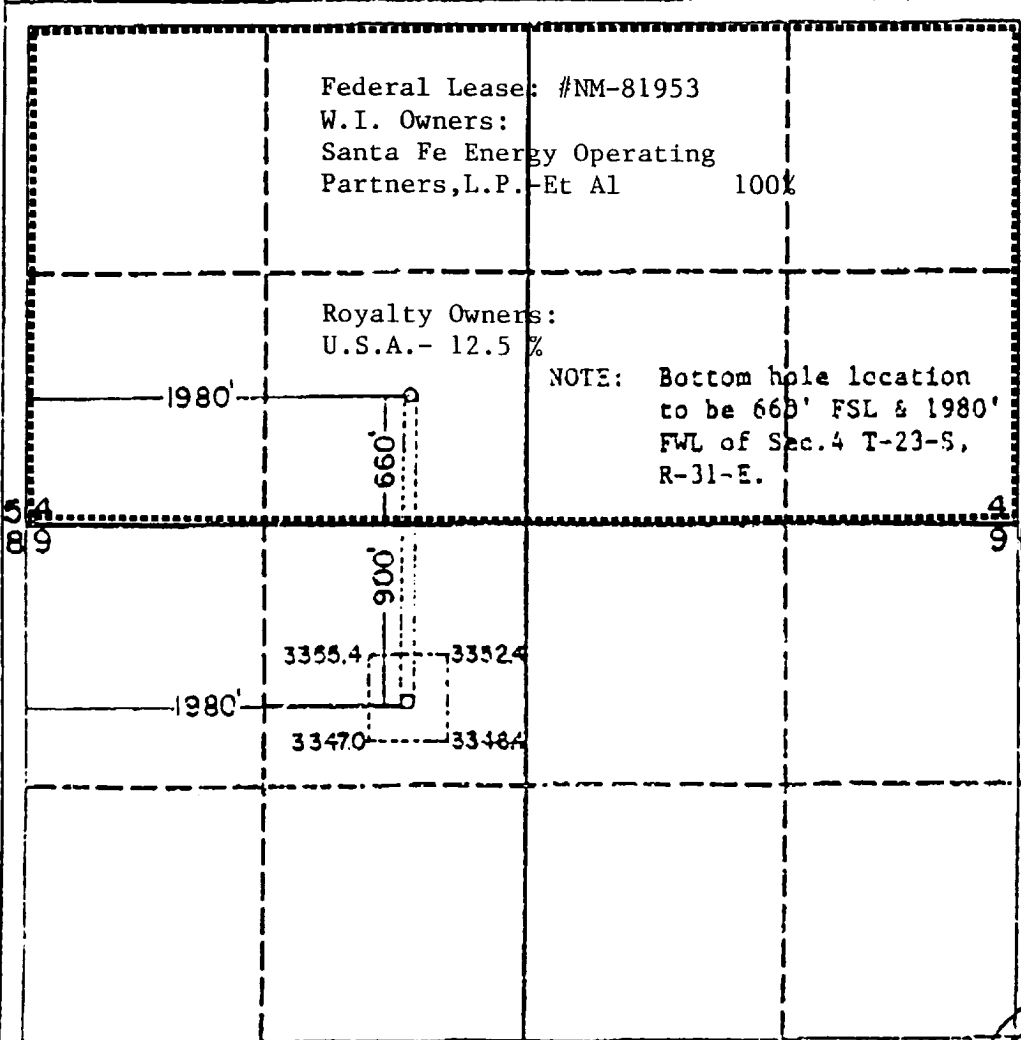 Federal Lease: #NM-81953
W.I. Owners:
Santa Fe Energy Operating
Partners,L.P.-Et Al 100%
Royalty Owners:
U.S.A.- 12.5 %
NOTE: Bottom hole location
to be 660' FSL & 1980'
FWL of Sec.4 T-23-S,
R-31-E.
1980'
660'
5 4
8 9
4
9
900'
3355.4 3352.4
1980'
3347.0 3348.4